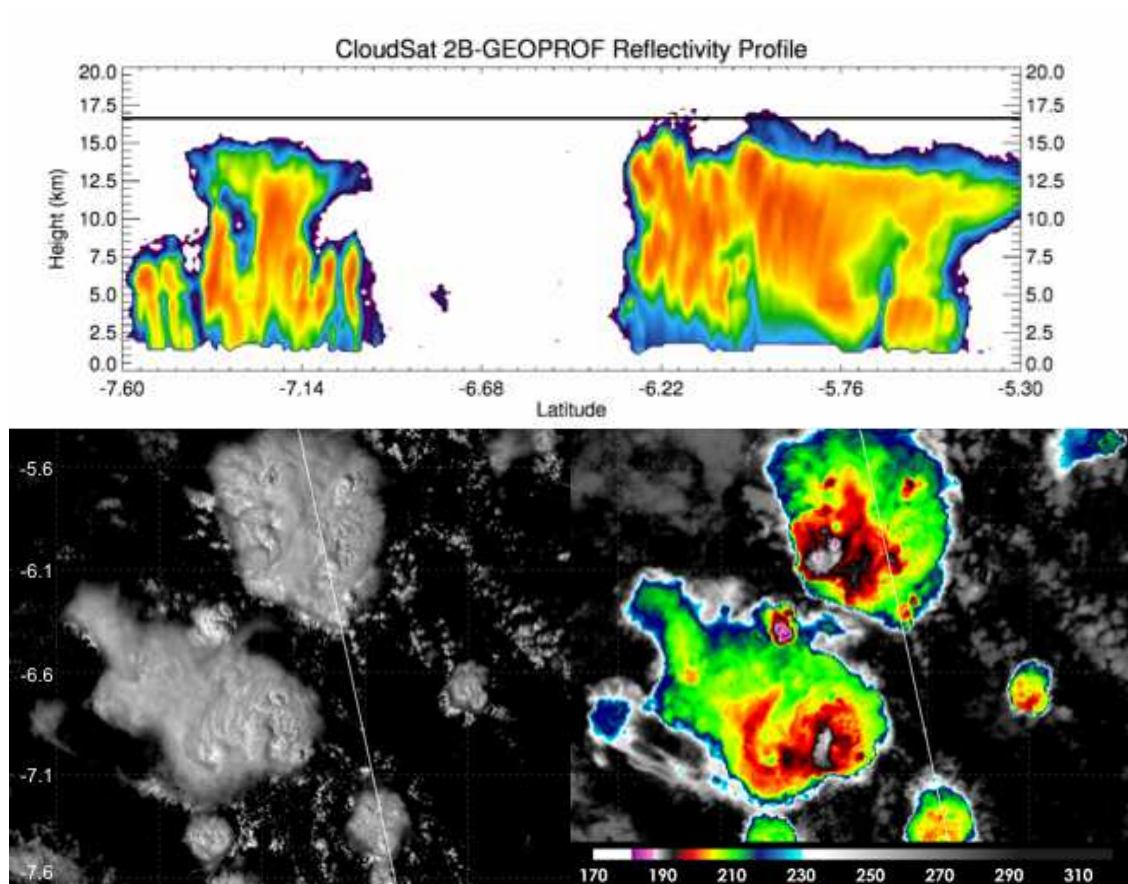 CloudSat 2B-GEOPROF Reflectivity Profile
20.0 20.0
17.5 17.5
15.0 15.0
12.5 12.5
10.0 10.0
7.5 7.5
5.0 5.0
2.5 2.5
0.0 0.0
Height (km)
-7.60 -7.14 -6.68 -6.22 -5.76 -5.30
Latitude
-5.6
-6.1
-6.6
-7.1
-7.6
170 190 210 230 250 270 290 310